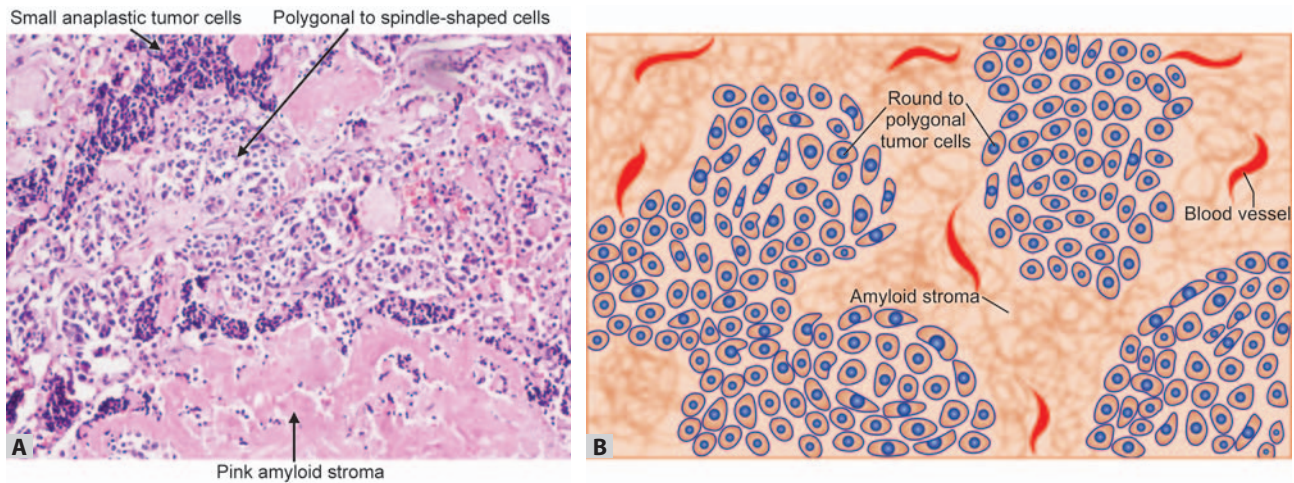 Small anaplastic tumor cells
Polygonal to spindle-shaped cells
Pink amyloid stroma
A
Round to
polygonal
tumor cells
Blood vessel
Amyloid stroma
B